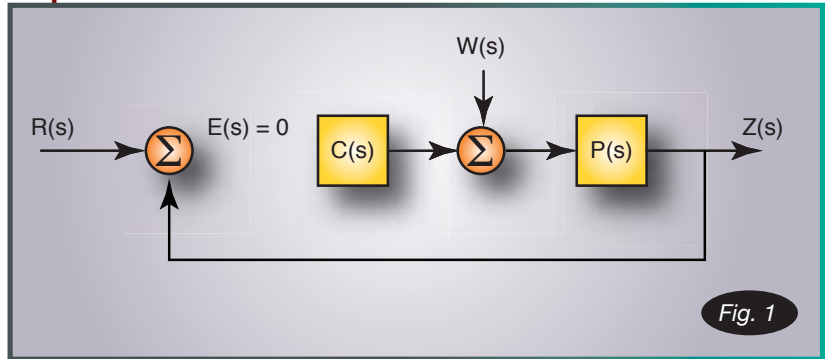 W(s)
R(s)
Σ
E(s) = 0
C(s)
Σ
P(s)
Z(s)
Fig. 1